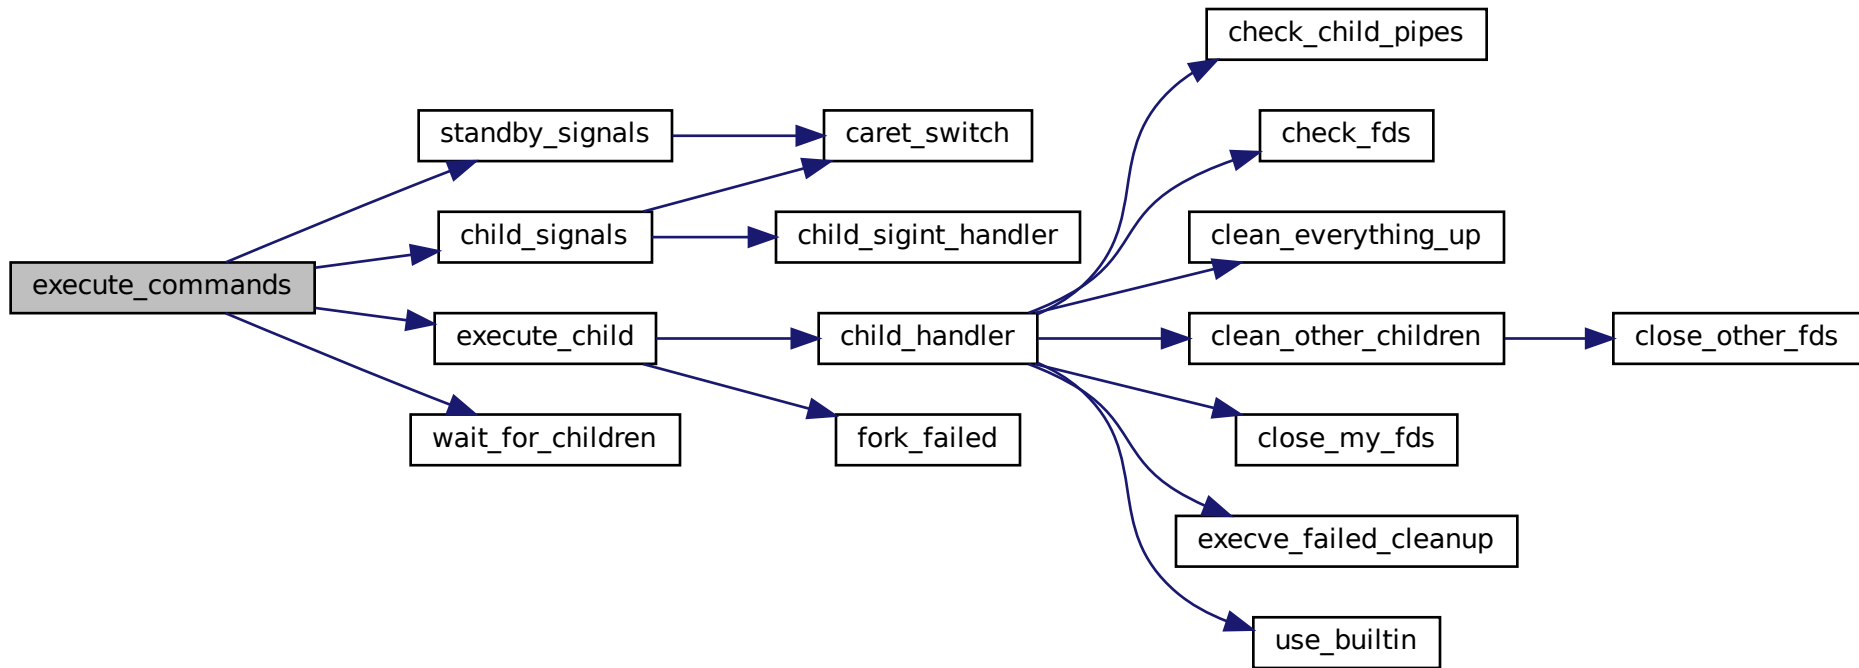 check_child_pipes
standby_signals
caret_switch
check_fds
child_signals
child_sigint_handler
clean_everything_up
execute_commands
execute_child
child_handler
clean_other_children
close_other_fds
wait_for_children
fork_failed
close_my_fds
execve_failed_cleanup
use_builtin